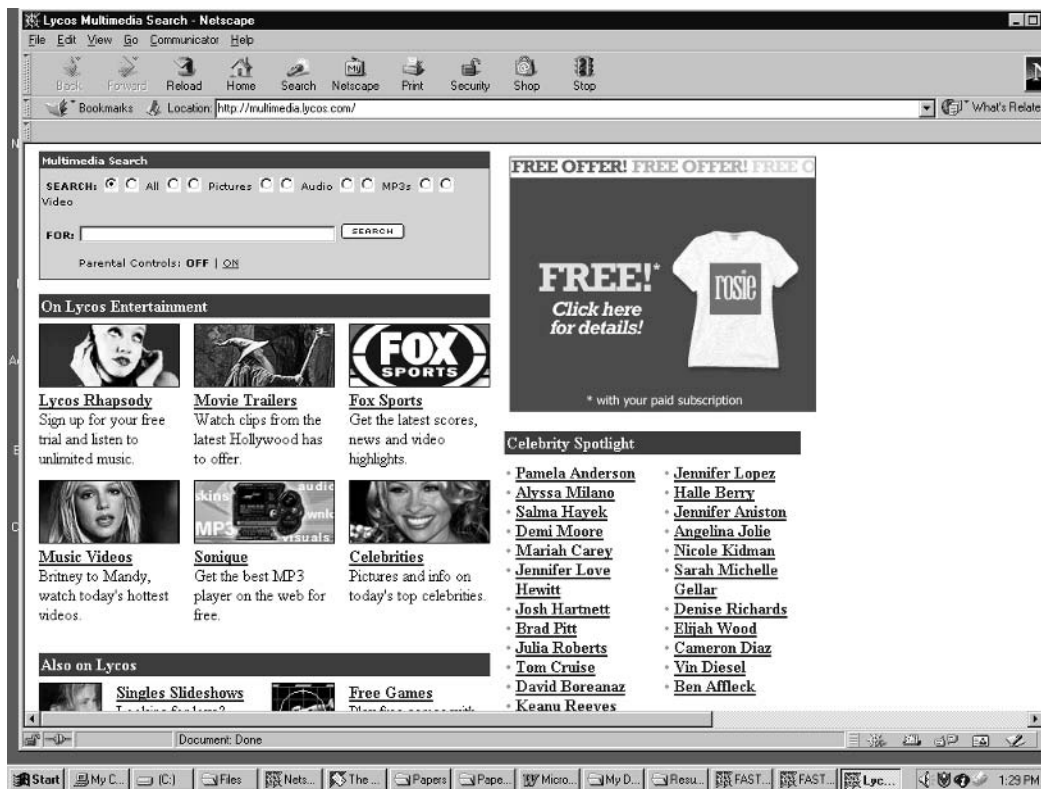 Lycos Multimedia Search - Netscape
File Edit View Go Communicator Help
Back Forward Reload Home Search Netscape Print Security Shop Stop
Bookmarks Location: http://multimedia.lycos.com/ What's Relate
Multimedia Search
SEARCH: All Pictures Audio MP3s
Video
FOR: SEARCH
Parental Controls: OFF | ON
FREE OFFER! FREE OFFER! FREE O
FREE!*
Click here
for details!
rosie
* with your paid subscription
On Lycos Entertainment
FOX
SPORTS
Lycos Rhapsody
Sign up for your free
trial and listen to
unlimited music.
Movie Trailers
Watch clips from the
latest Hollywood has
to offer.
Fox Sports
Get the latest scores,
news and video
highlights.
skins audio
MP3
visuals
Music Videos
Britney to Mandy,
watch today's hottest
videos.
Sonique
Get the best MP3
player on the web for
free.
Celebrities
Pictures and info on
today's top celebrities.
Celebrity Spotlight
• Pamela Anderson
• Alyssa Milano
• Salma Hayek
• Demi Moore
• Mariah Carey
• Jennifer Love
Hewitt
• Josh Hartnett
• Brad Pitt
• Julia Roberts
• Tom Cruise
• David Boreanaz
• Keanu Reeves
• Jennifer Lopez
• Halle Berry
• Jennifer Aniston
• Angelina Jolie
• Nicole Kidman
• Sarah Michelle
Gellar
• Denise Richards
• Elijah Wood
• Cameron Diaz
• Vin Diesel
• Ben Affleck
Also on Lycos
Singles Slideshows
Free Games
Document: Done
Start My C... (C:) Files Nets... The ... Papers Pape... Micro... My D... Resu... FAST... FAST... Lyc... 1:29 PM